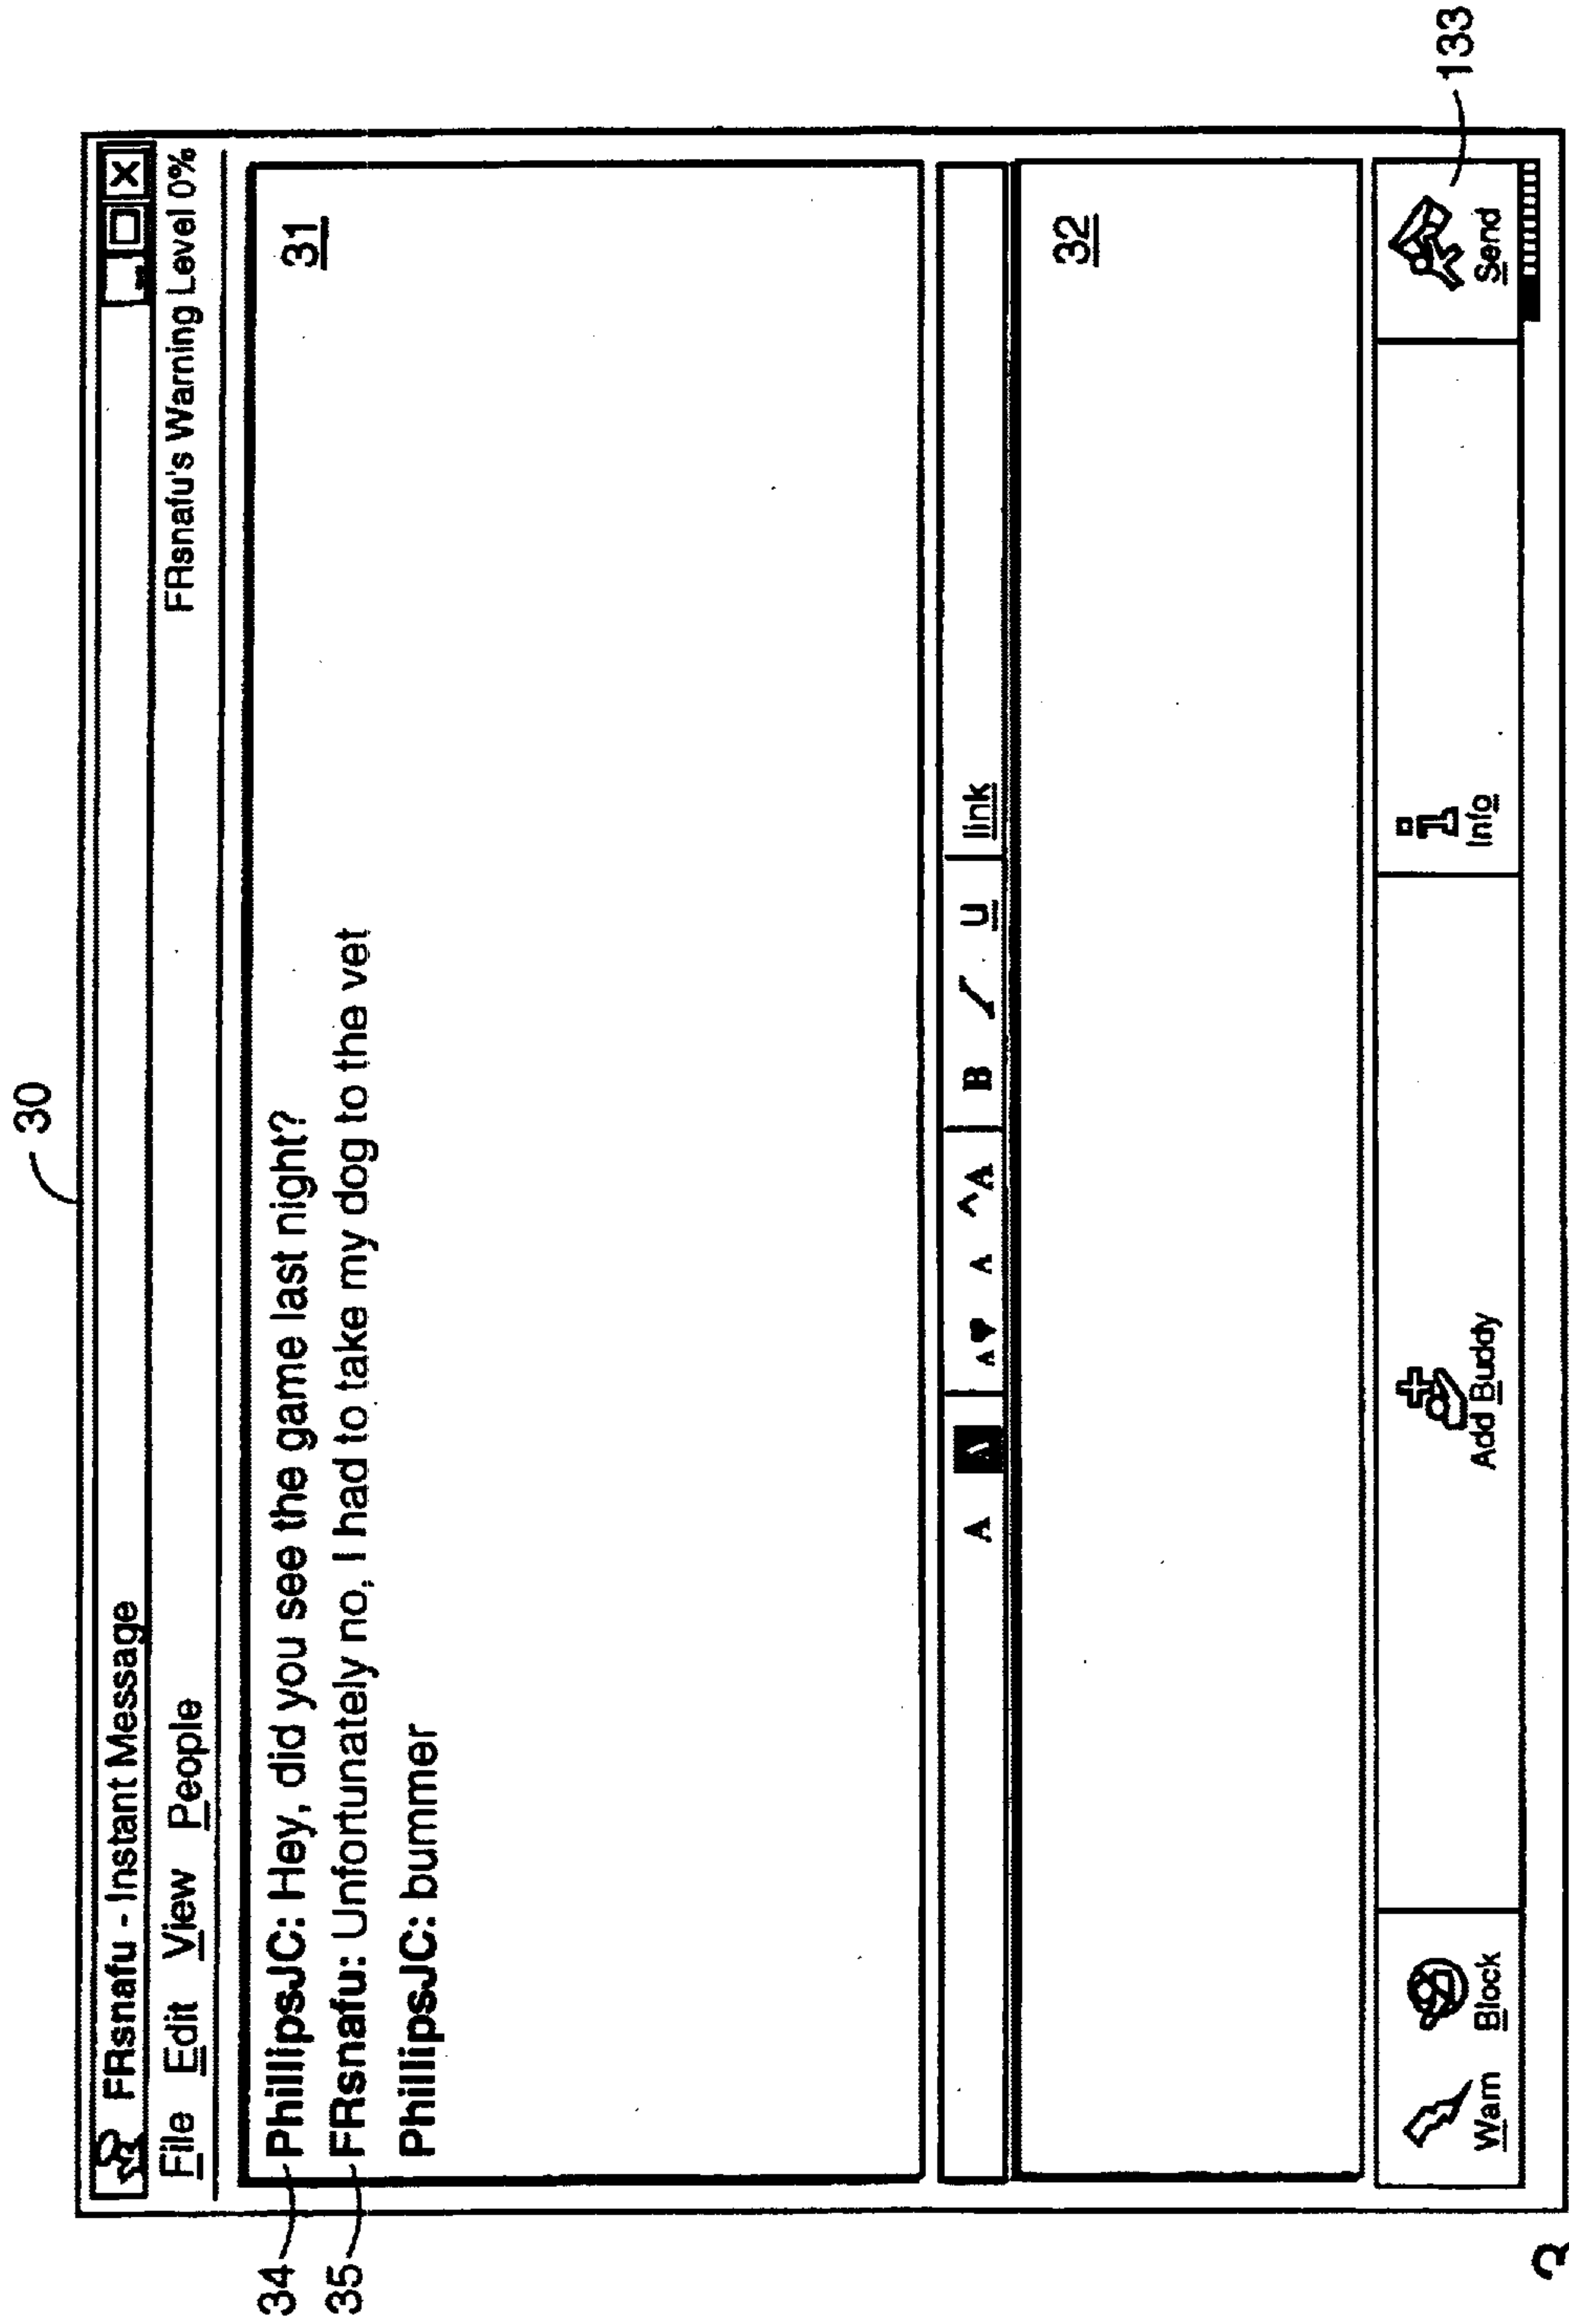 30
FRsnafu - Instant Message
File Edit View People
FRsnafu's Warning Level 0%
34
PhillipsJC: Hey, did you see the game last night?
31
35
FRsnafu: Unfortunately no, I had to take my dog to the vet
PhillipsJC: bummer
A A A A ^A B I U link
32
Warn Block Add Buddy Info Send
133